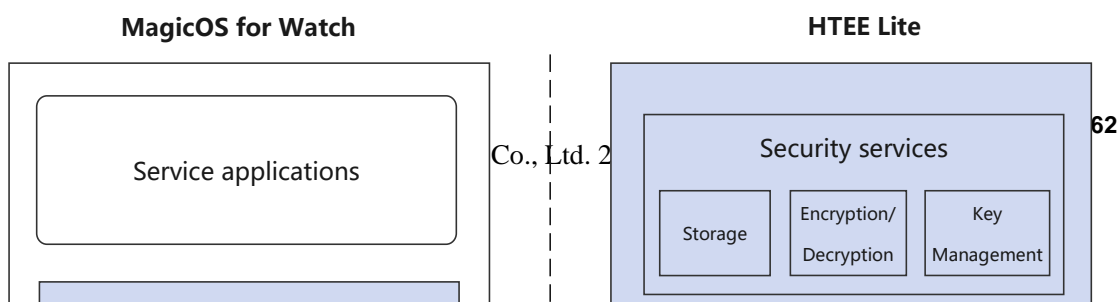 MagicOS for Watch
HTEE Lite
62
Security services
Co., Ltd. 2
Service applications
Storage
Encryption/
Decryption
Key
Management